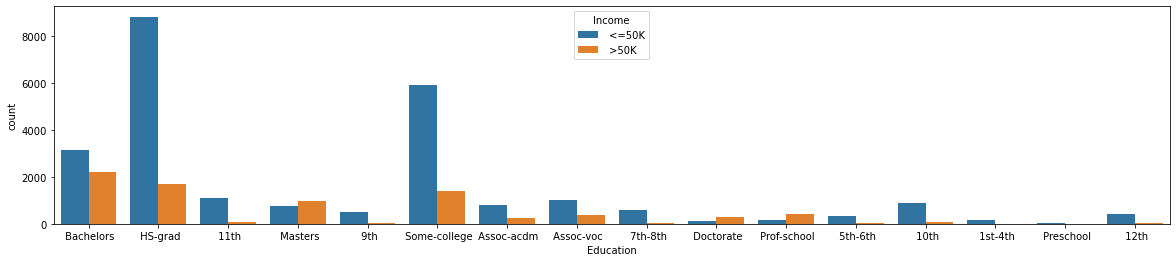 Income
<=50K
>50K
count
8000
6000
4000
2000
0
Bachelors HS-grad 11th Masters 9th Some-college Assoc-acdm Assoc-voc 7th-8th Doctorate Prof-school 5th-6th 10th 1st-4th Preschool 12th
Education